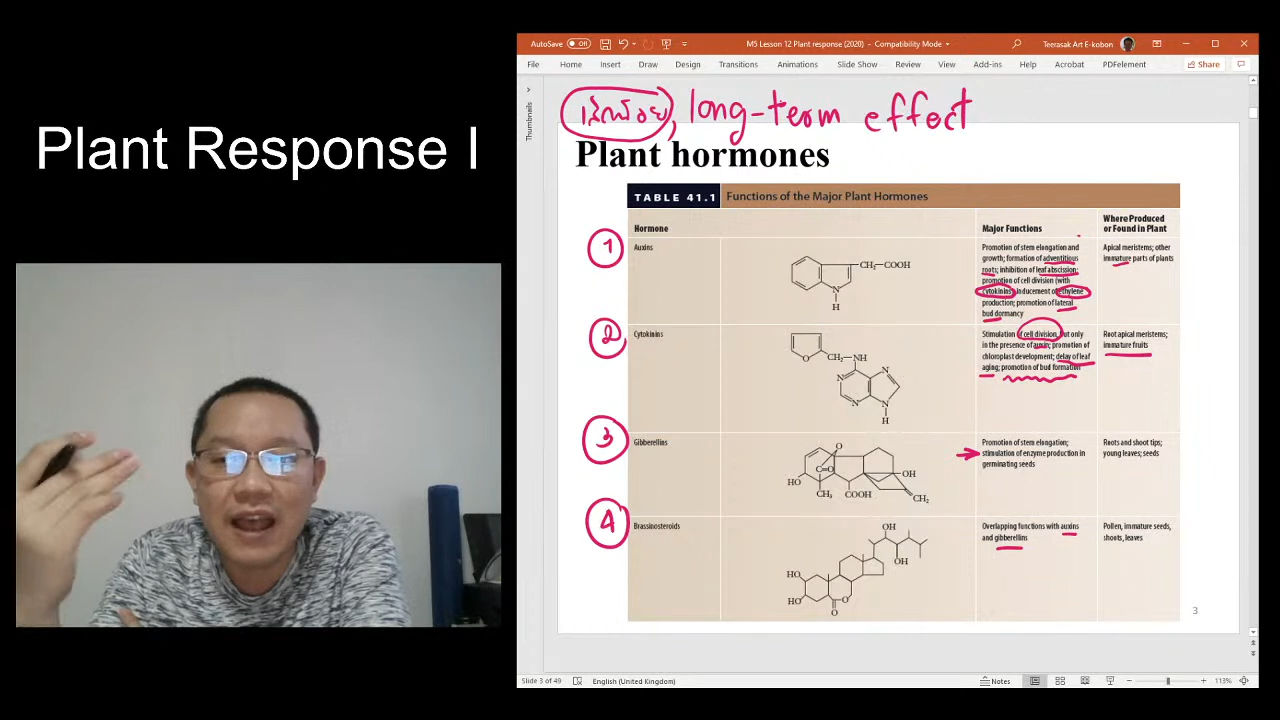 Plant Response I
AutoSave Off
M5 Lesson 12 Plant response (2020) - Compatibility Mode
Teerasak Art E-kobon
File Home Insert Draw Design Transitions Animations Slide Show Review View Add-ins Help Acrobat PDFelement Share
Thumbnails
long-term effect
Plant hormones
TABLE 41.1 Functions of the Major Plant Hormones
Hormone
Major Functions
Where Produced
or Found in Plant
1
Auxins
CH2—COOH
N
H
Promotion of stem elongation and
growth; formation of adventitious
roots; inhibition of leaf abscission;
promotion of cell division (with
cytokinins); inducement of ethylene
production; promotion of lateral
bud dormancy
Apical meristems; other
immature parts of plants
2
Cytokinins
O
CH2—NH
N
N
N
N
H
Stimulation of cell division, but only
in the presence of auxin; promotion of
chloroplast development; delay of leaf
aging; promotion of bud formation
Root apical meristems;
immature fruits
3
Gibberellins
O
C=O
HO
CH3
COOH
OH
CH2
Promotion of stem elongation;
stimulation of enzyme production in
germinating seeds
Roots and shoot tips;
young leaves; seeds
4
Brassinosteroids
OH
OH
HO
HO
O
O
Overlapping functions with auxins
and gibberellins
Pollen, immature seeds,
shoots, leaves
3
Slide 3 of 49
English (United States)
Notes
113%